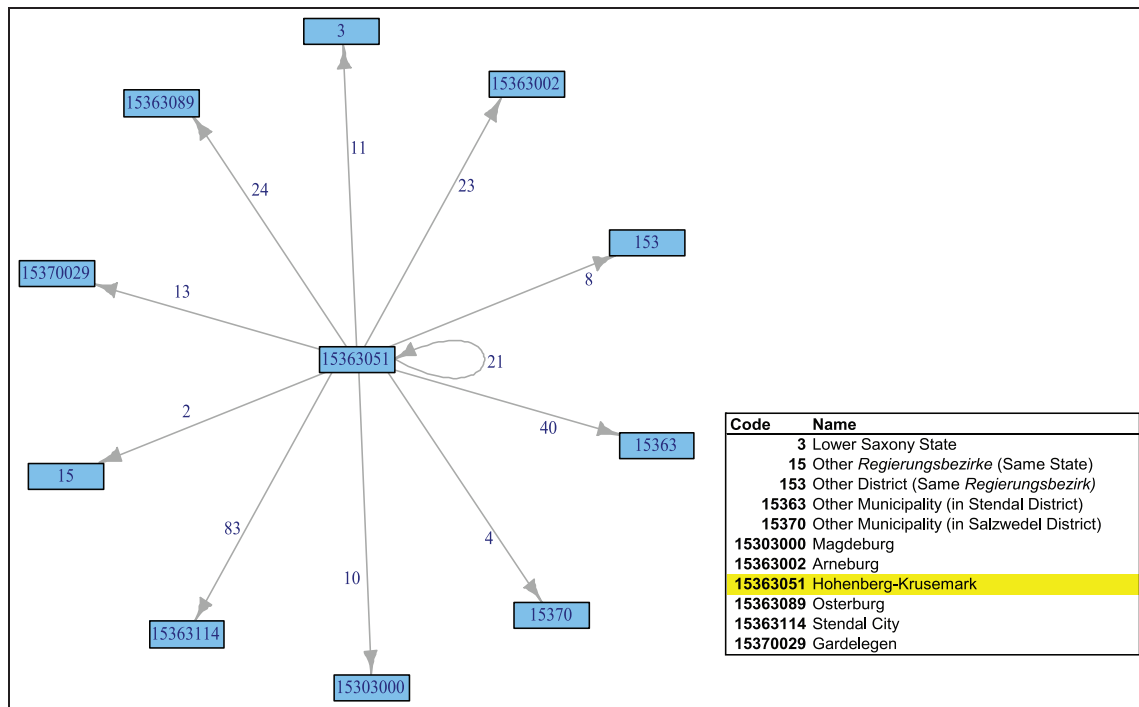 3
15363002
15363089
11
23
24
153
8
15370029
13
15363051
21
2
40
15363
15
83
4
10
15370
15363114
15303000
Code Name
3 Lower Saxony State
15 Other Regierungsbezirke (Same State)
153 Other District (Same Regierungsbezirk)
15363 Other Municipality (in Stendal District)
15370 Other Municipality (in Salzwedel District)
15303000 Magdeburg
15363002 Arneburg
15363051 Hohenberg-Krusemark
15363089 Osterburg
15363114 Stendal City
15370029 Gardelegen